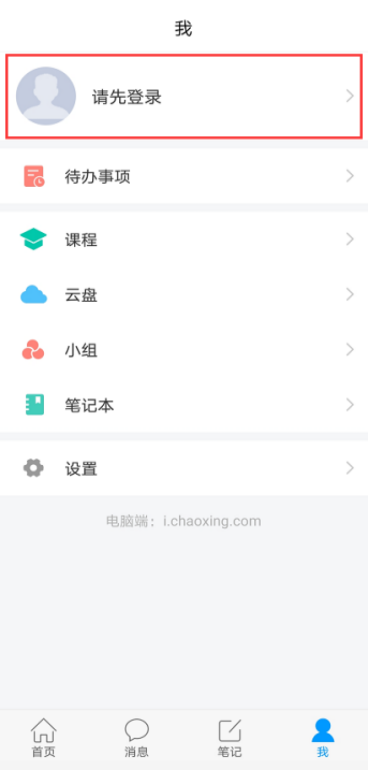 我
请先登录
待办事项
课程
云盘
小组
笔记本
设置
电脑端：i.chaoxing.com
首页 消息 笔记 我